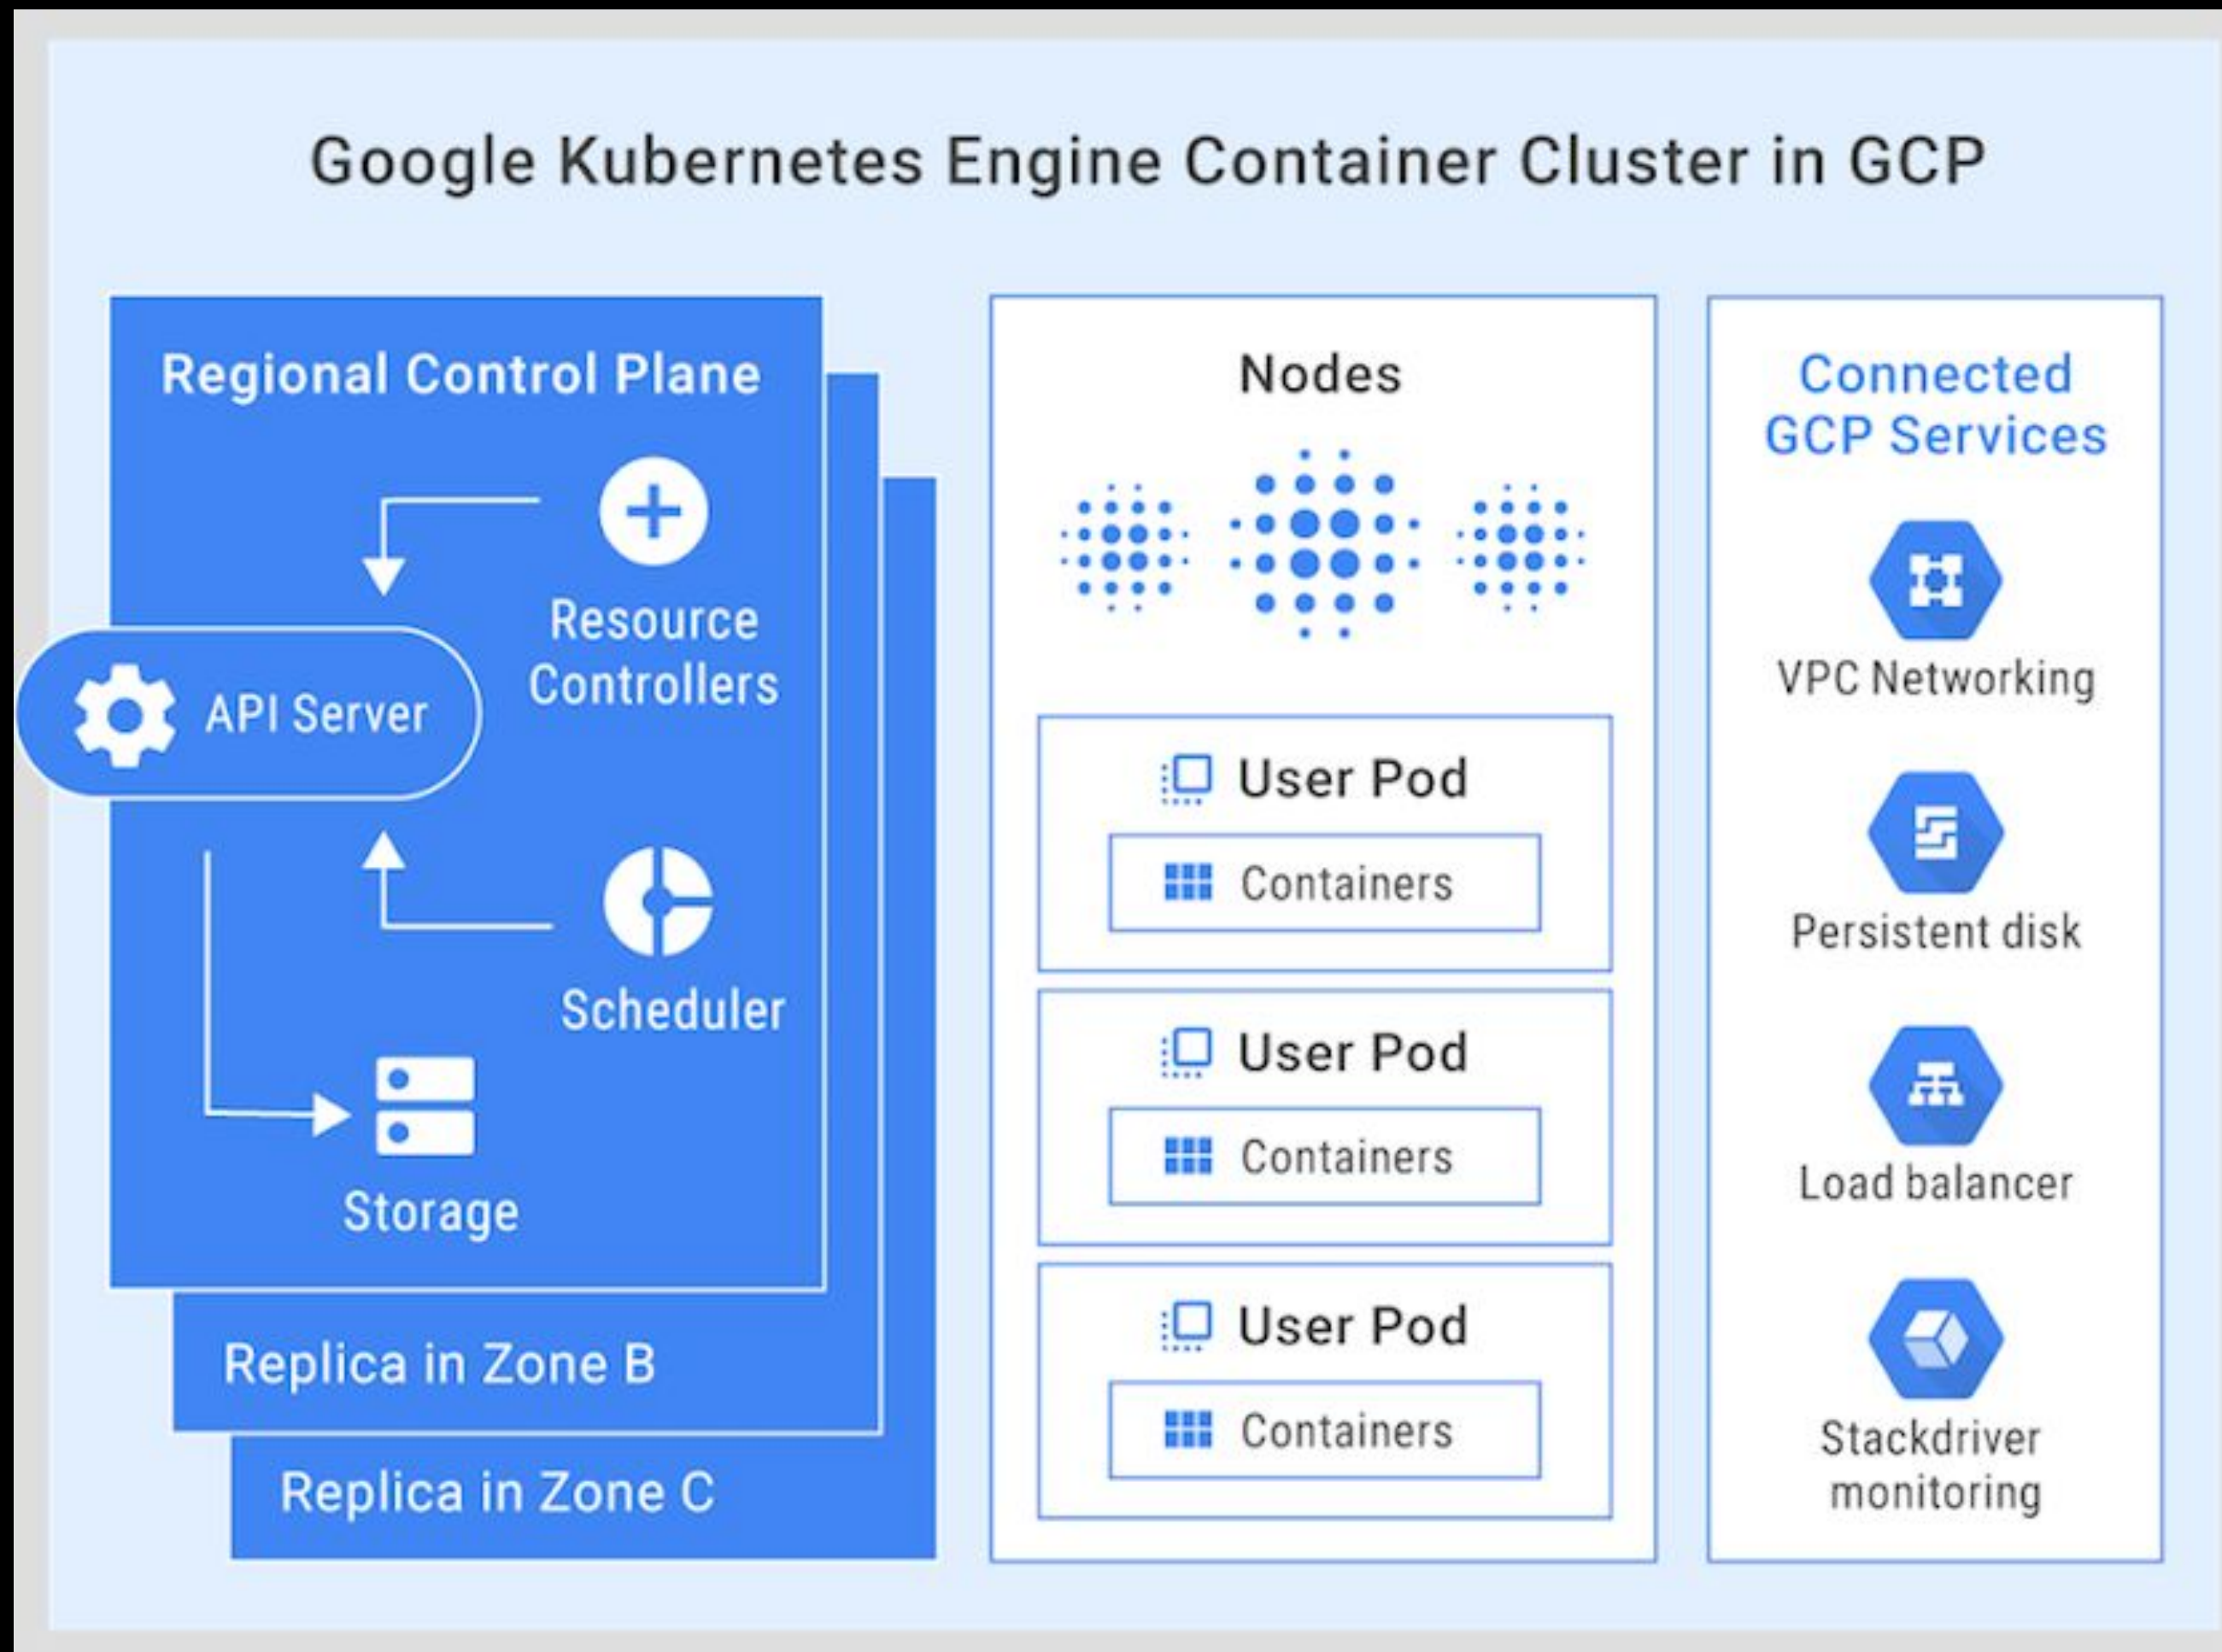 Google Kubernetes Engine Container Cluster in GCP
Regional Control Plane
Resource
Controllers
API Server
Scheduler
Storage
Replica in Zone B
Replica in Zone C
Nodes
User Pod
Containers
User Pod
Containers
User Pod
Containers
Connected
GCP Services
VPC Networking
Persistent disk
Load balancer
Stackdriver
monitoring